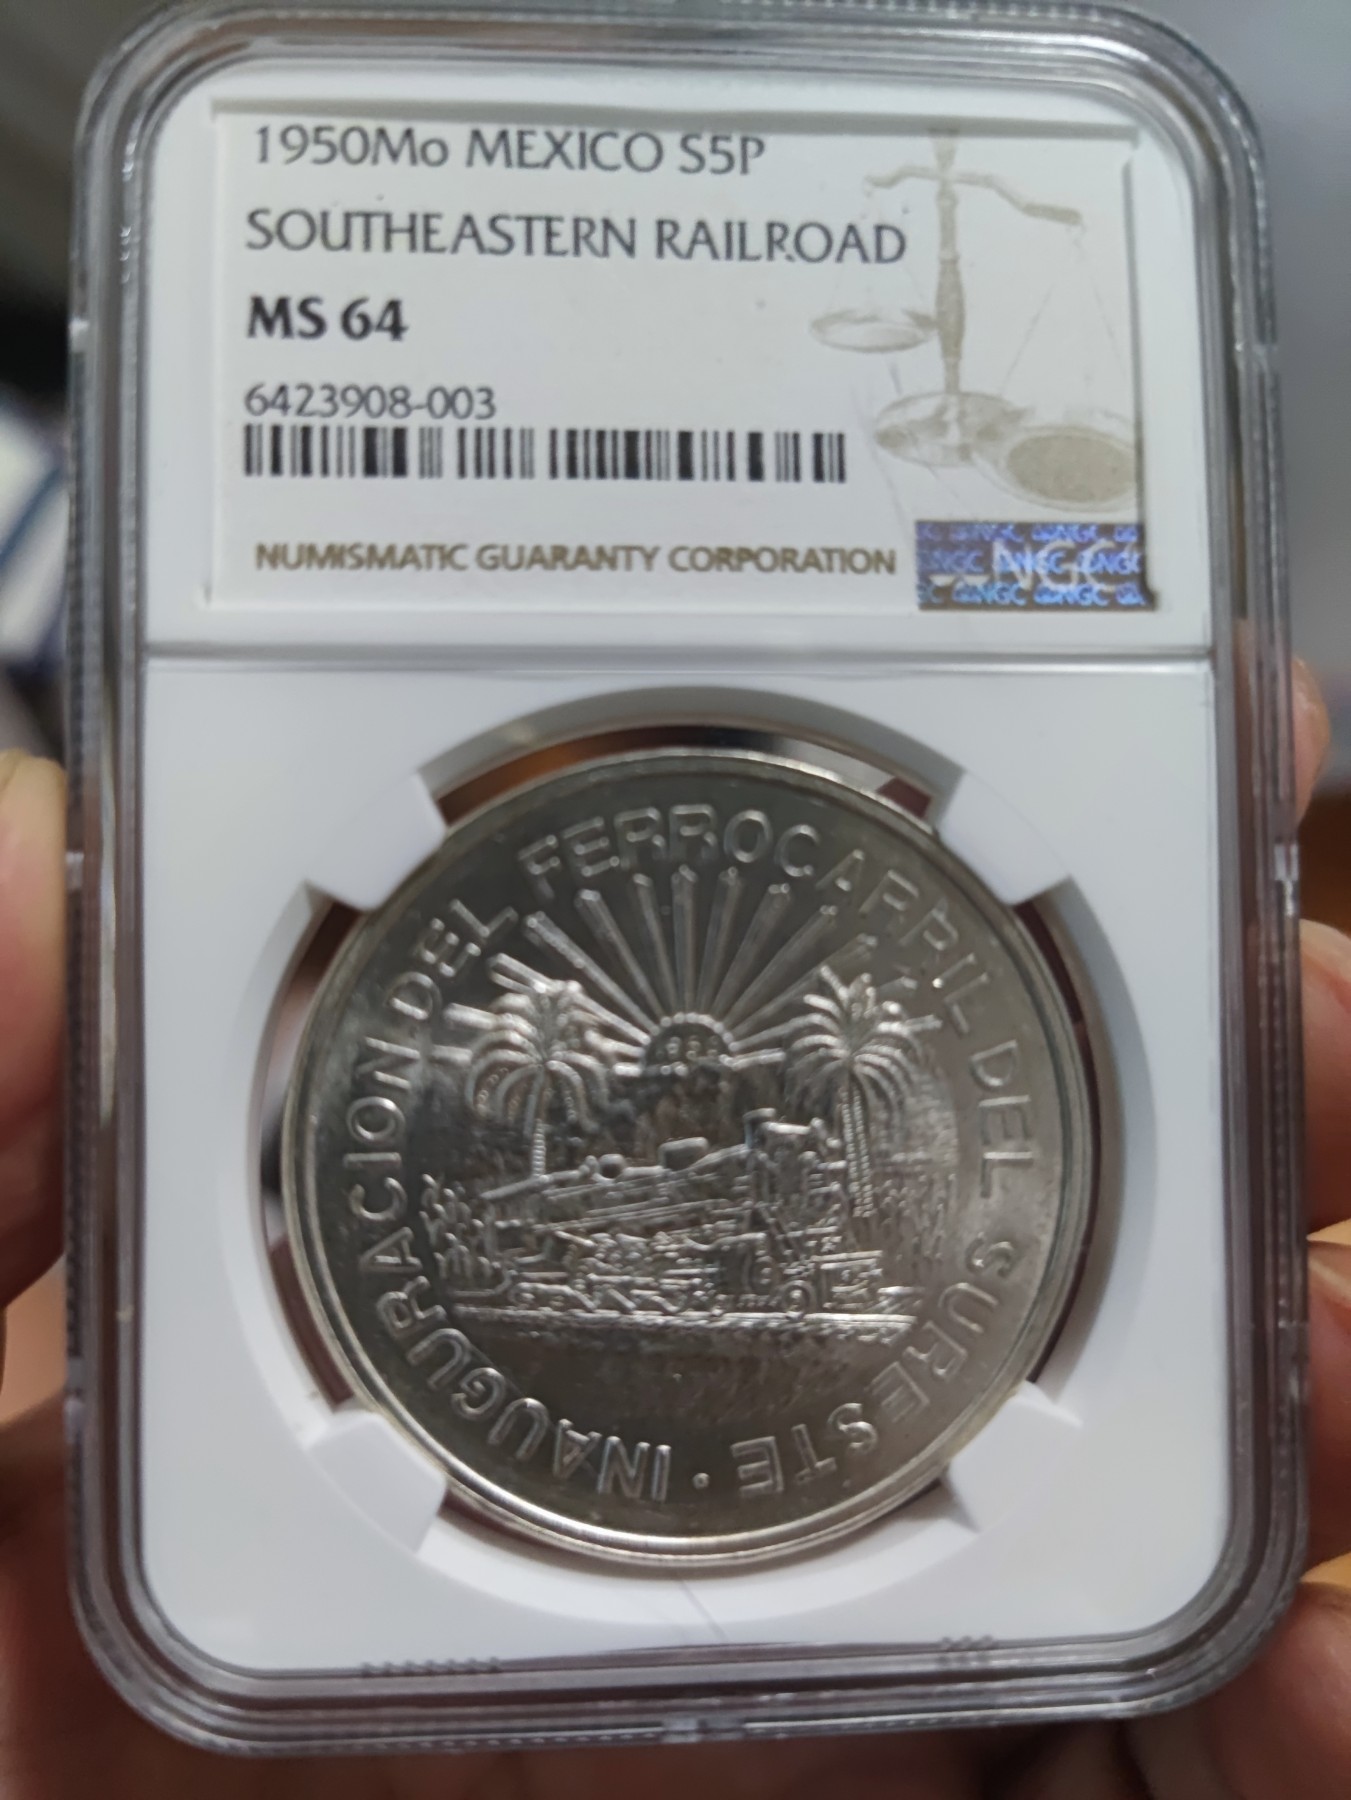 1950Mo MEXICO S5P
SOUTHEASTERN RAILROAD
MS 64
6423908-003
NUMISMATIC GUARANTY CORPORATION
NGC
INAUGURACION DEL FERROCARRIL DEL SURESTE ·